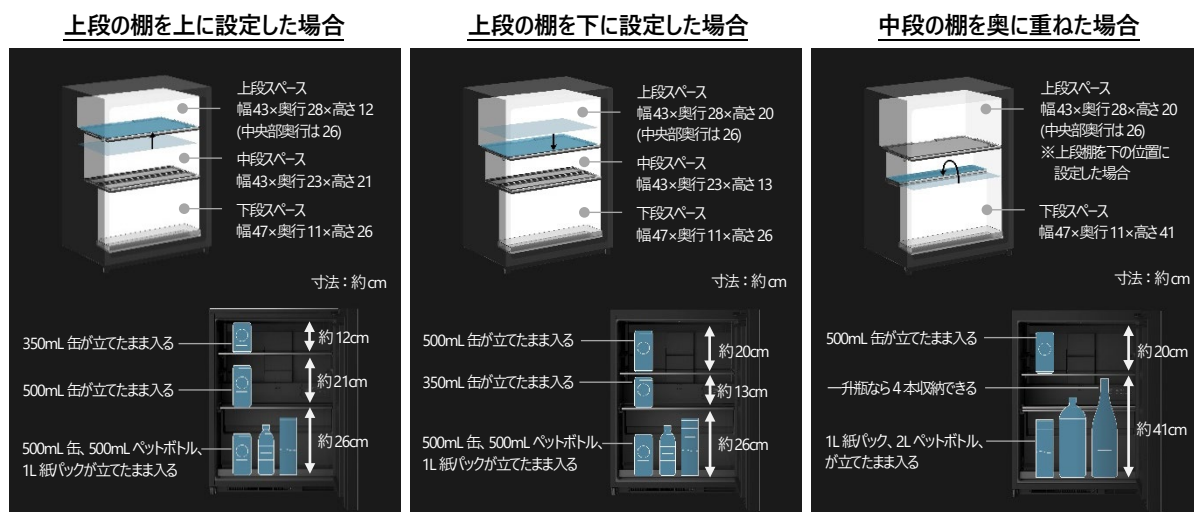 上段の棚を上に設定した場合
上段スペース
幅43×奥行28×高さ12
(中央部奥行は26)
中段スペース
幅43×奥行23×高さ21
下段スペース
幅47×奥行11×高さ26
寸法：約cm
350mL 缶が立てたまま入る
約12cm
500mL 缶が立てたまま入る
約21cm
500mL 缶、500mL ペットボトル、
1L 紙パックが立てたまま入る
約26cm
上段の棚を下に設定した場合
上段スペース
幅43×奥行28×高さ20
(中央部奥行は26)
中段スペース
幅43×奥行23×高さ13
下段スペース
幅47×奥行11×高さ26
寸法：約cm
500mL 缶が立てたまま入る
約20cm
350mL 缶が立てたまま入る
約13cm
500mL 缶、500mL ペットボトル、
1L 紙パックが立てたまま入る
約26cm
中段の棚を奥に重ねた場合
上段スペース
幅43×奥行28×高さ20
(中央部奥行は26)
※上段棚を下の位置に
設定した場合
下段スペース
幅47×奥行11×高さ41
寸法：約cm
500mL 缶が立てたまま入る
約20cm
一升瓶なら4本収納できる
1L 紙パック、2L ペットボトル、
が立てたまま入る
約41cm